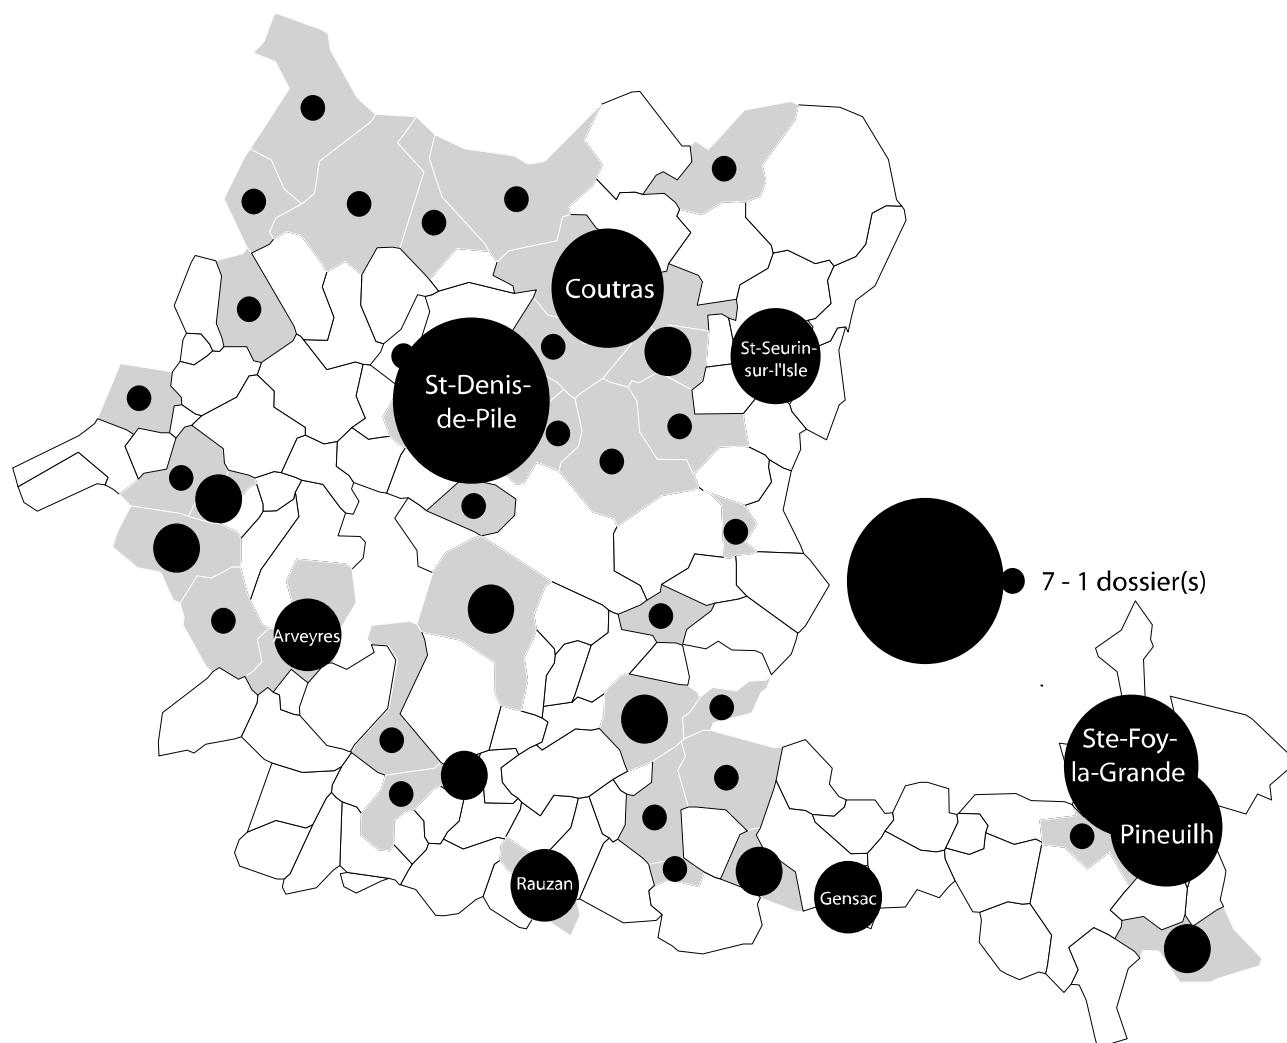 Coutras
St-Seurin-
sur-l'Isle
St-Denis-
de-Pile
7 - 1 dossier(s)
Arveyres
Ste-Foy-
la-Grande
Pineuilh
Rauzan
Gensac